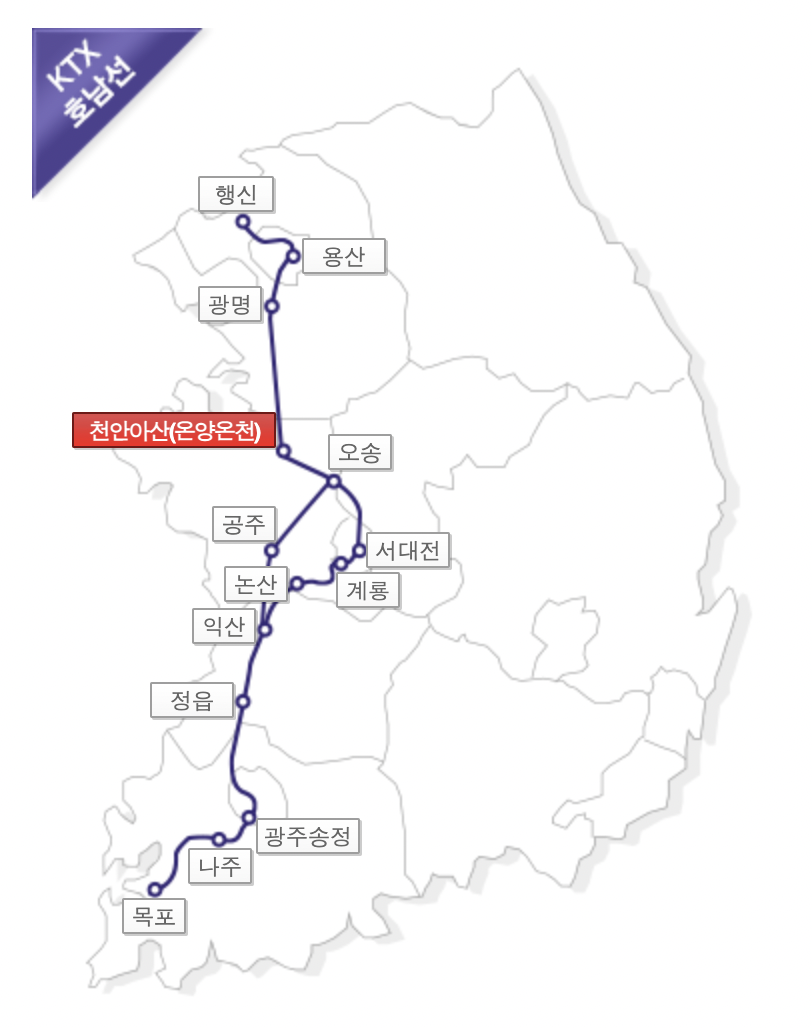 KTX
호남선
행신
용산
광명
천안아산(온양온천)
오송
공주
서대전
논산
계룡
익산
정읍
광주송정
나주
목포